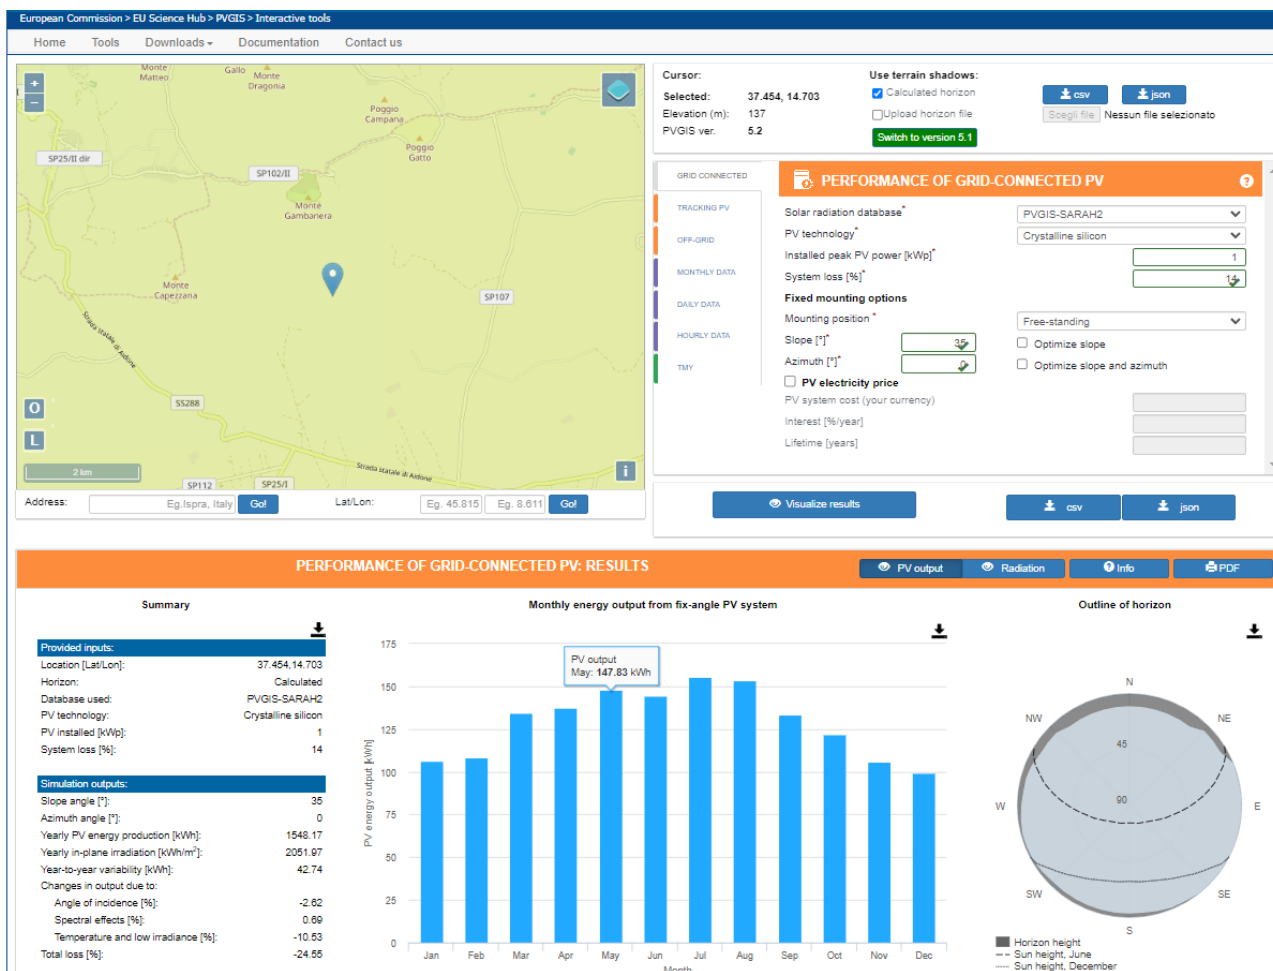 European Commission > EU Science Hub > PVGIS > Interactive tools
Home Tools Downloads Documentation Contact us
Monte Matteo
Gallo
Monte Dragonia
Poggio Campana
Poggio Gatto
SP25/II dir
SP102/II
Monte Gambanera
Monte Capezzana
SP107
Strada statale di Aidone
SS288
Strada statale di Aidone
SP112
SP25/I
+
−
O
L
i
2 km
Address: Eg.Ispra, Italy Go! Lat/Lon: Eg. 45.815 Eg. 8.611 Go!
Cursor:
Selected: 37.454, 14.703
Elevation (m): 137
PVGIS ver. 5.2
Use terrain shadows:
Calculated horizon
Upload horizon file
Switch to version 5.1
csv json
Scegli file Nessun file selezionato
GRID CONNECTED
TRACKING PV
OFF-GRID
MONTHLY DATA
DAILY DATA
HOURLY DATA
TMY
PERFORMANCE OF GRID-CONNECTED PV ?
Solar radiation database* PVGIS-SARAH2
PV technology* Crystalline silicon
Installed peak PV power [kWp]* 1
System loss [%]* 14
Fixed mounting options
Mounting position * Free-standing
Slope [°]* 35 Optimize slope
Azimuth [°]* 0 Optimize slope and azimuth
PV electricity price
PV system cost (your currency)
Interest [%/year]
Lifetime [years]
Visualize results csv json
PERFORMANCE OF GRID-CONNECTED PV: RESULTS PV output Radiation Info PDF
Summary
Provided inputs:
Location [Lat/Lon]: 37.454,14.703
Horizon: Calculated
Database used: PVGIS-SARAH2
PV technology: Crystalline silicon
PV installed [kWp]: 1
System loss [%]: 14
Simulation outputs:
Slope angle [°]: 35
Azimuth angle [°]: 0
Yearly PV energy production [kWh]: 1548.17
Yearly in-plane irradiation [kWh/m²]: 2051.97
Year-to-year variability [kWh]: 42.74
Changes in output due to:
Angle of incidence [%]: -2.62
Spectral effects [%]: 0.69
Temperature and low irradiance [%]: -10.53
Total loss [%]: -24.55
Monthly energy output from fix-angle PV system
PV energy output [kWh]
175
150
125
100
75
50
25
0
PV output
May: 147.83 kWh
Jan Feb Mar Apr May Jun Jul Aug Sep Oct Nov Dec
Month
Outline of horizon
N
NW NE
45
W 90 E
SW SE
S
Horizon height
Sun height, June
Sun height, December